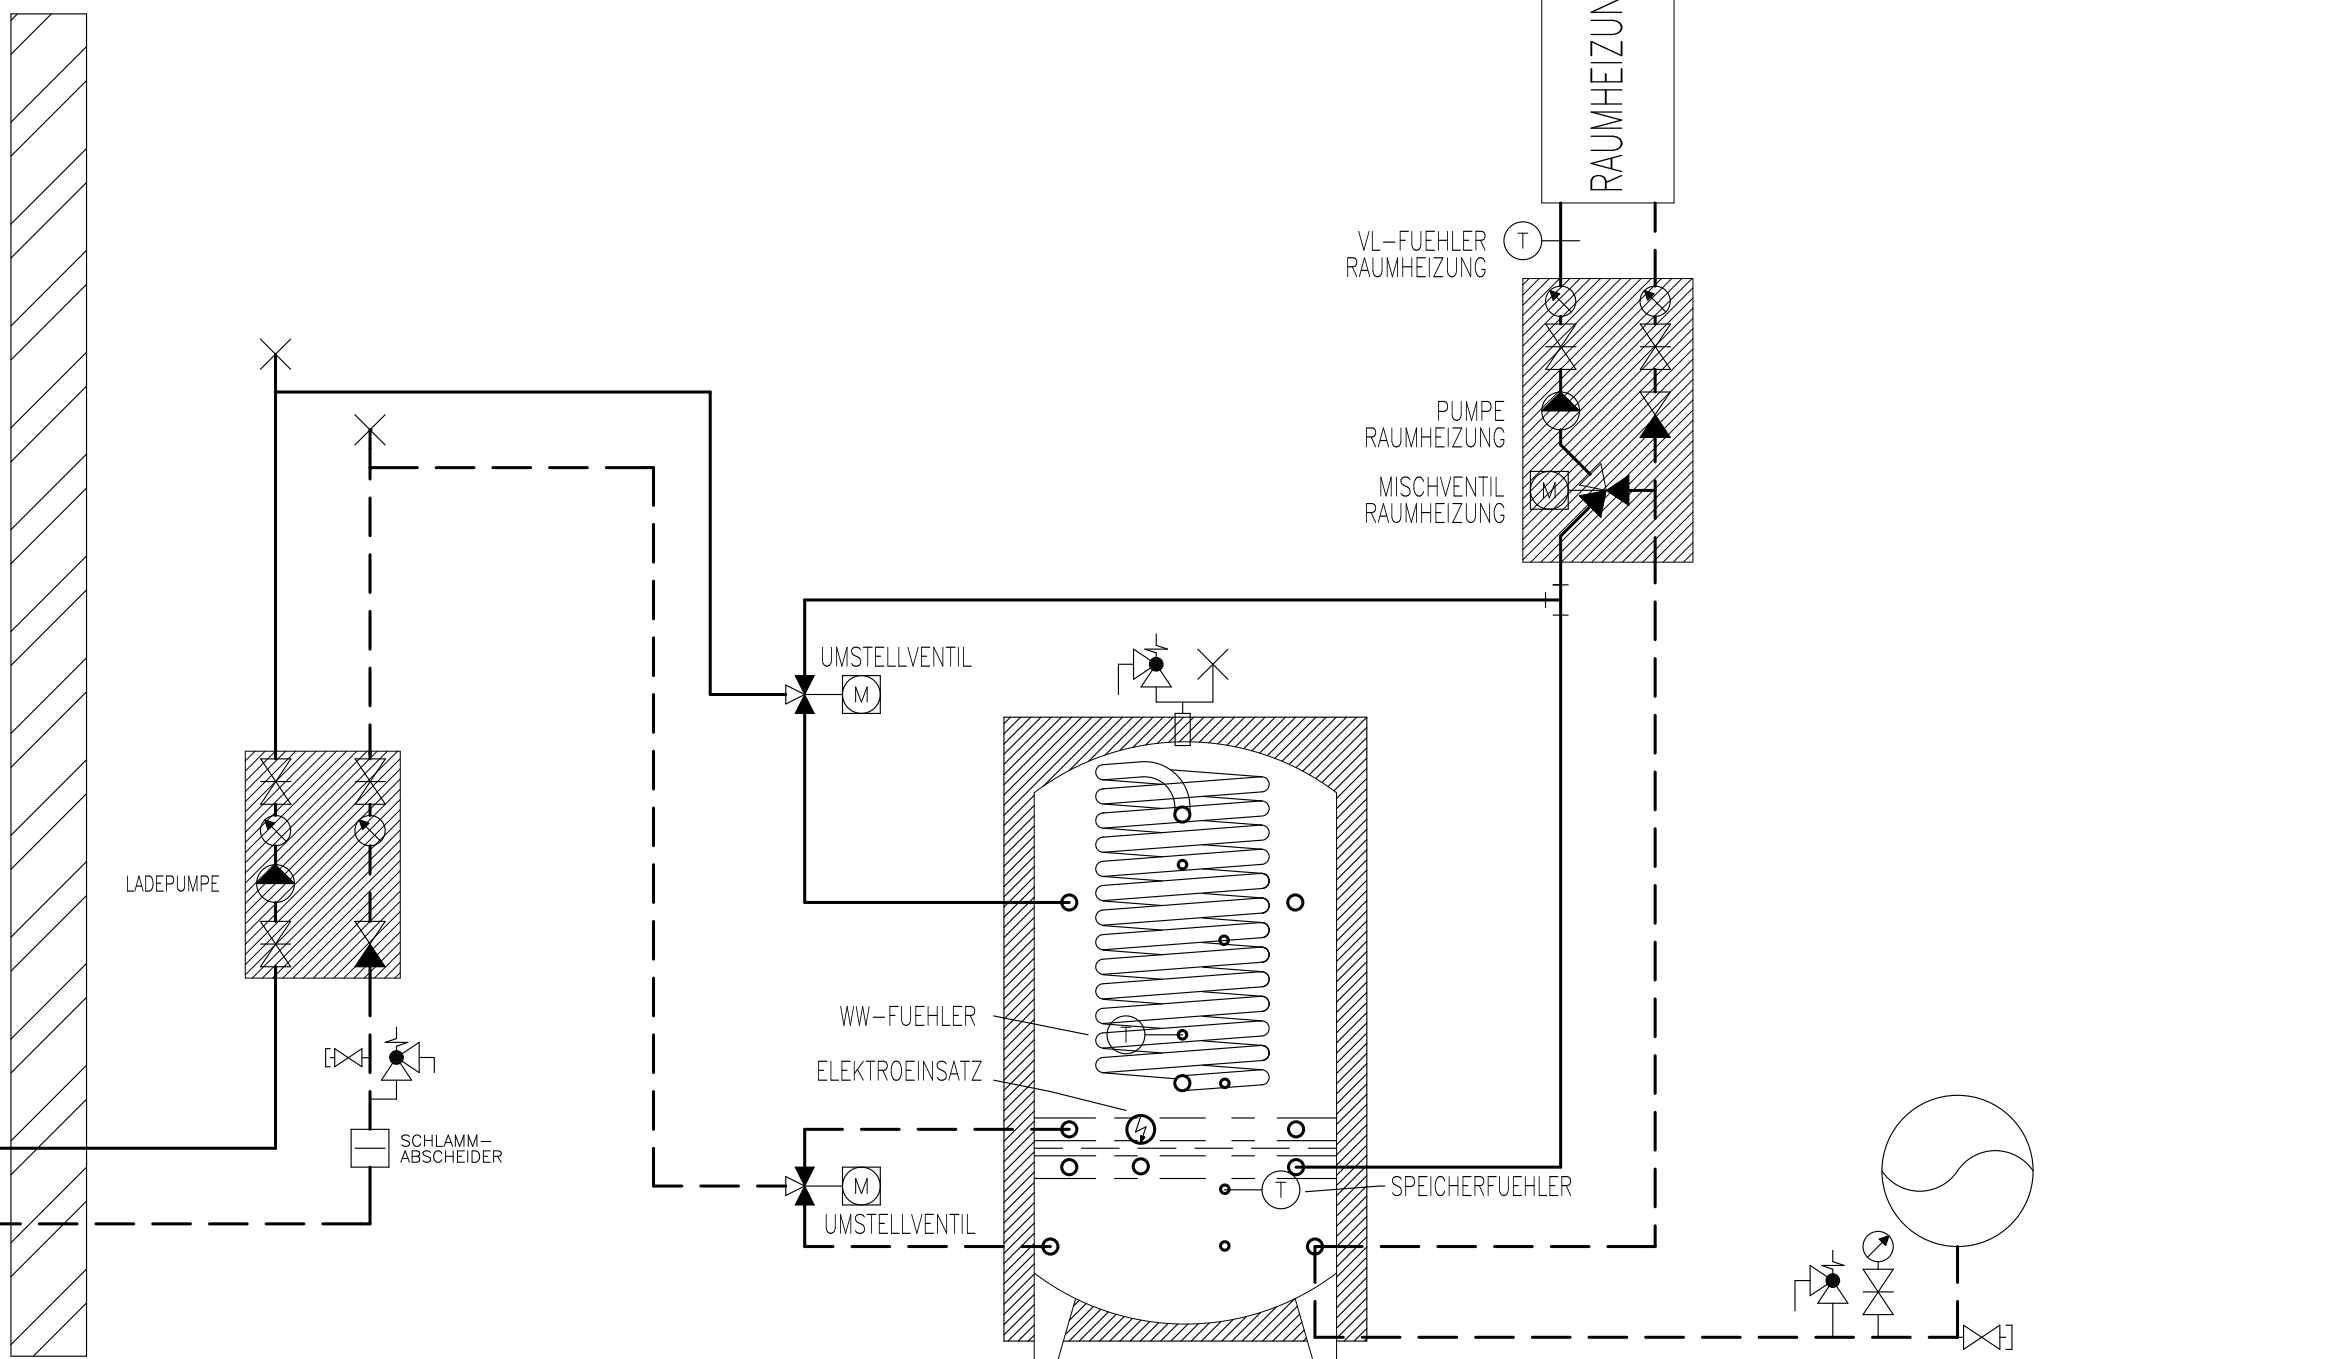 RAUMHEIZUN
VL-FUEHLER
RAUMHEIZUNG
T
PUMPE
RAUMHEIZUNG
MISCHVENTIL
RAUMHEIZUNG
M
UMSTELLVENTIL
M
LADEPUMPE
WW-FUEHLER
T
ELEKTROEINSATZ
SCHLAMM-
ABSCHEIDER
M
UMSTELLVENTIL
T
SPEICHERFUEHLER